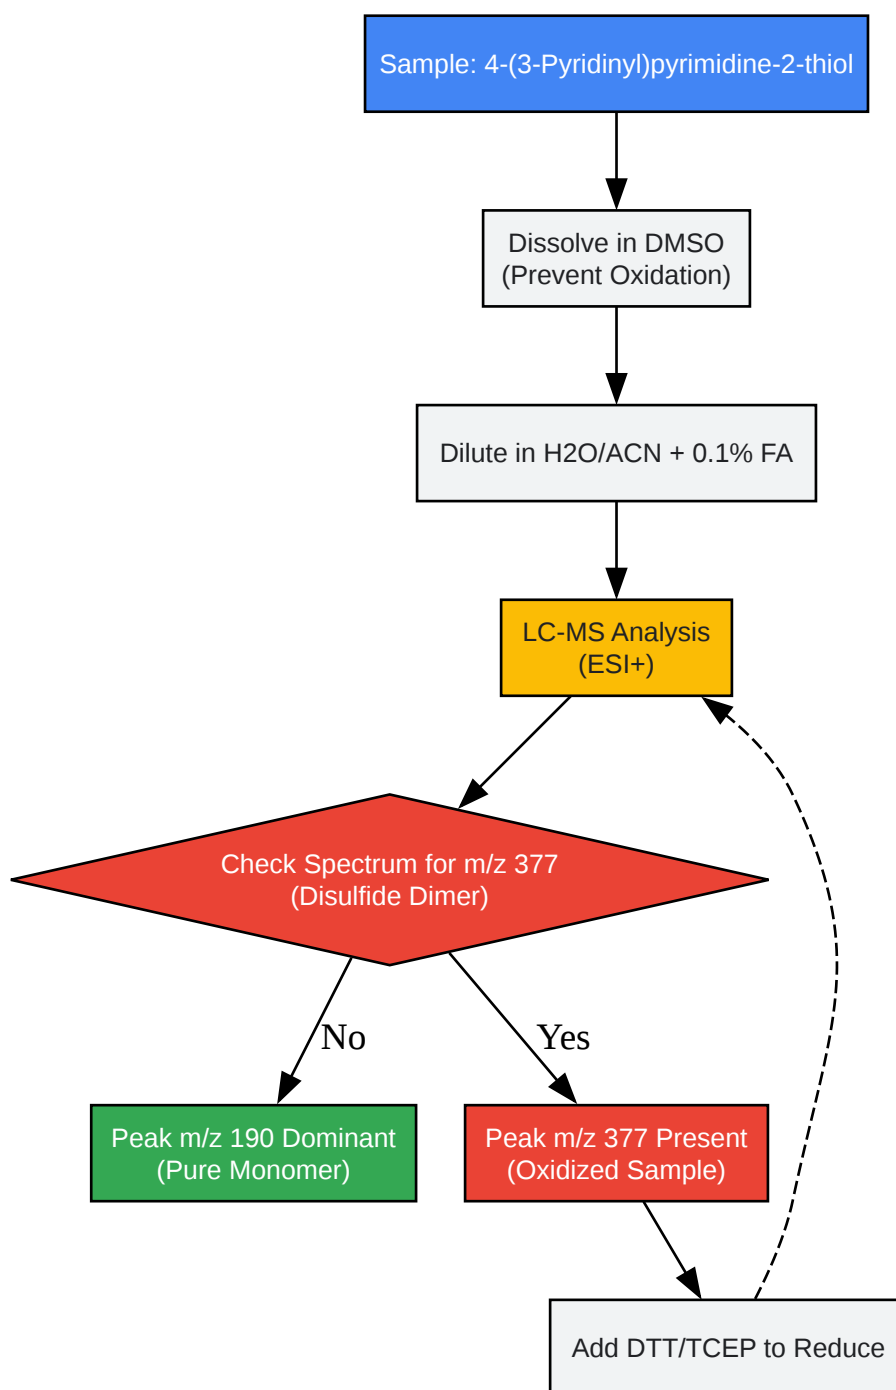 Sample: 4-(3-Pyridinyl)pyrimidine-2-thiol
Dissolve in DMSO
(Prevent Oxidation)
Dilute in H2O/ACN + 0.1% FA
LC-MS Analysis
(ESI+)
Check Spectrum for m/z 377
(Disulfide Dimer)
No
Yes
Peak m/z 190 Dominant
(Pure Monomer)
Peak m/z 377 Present
(Oxidized Sample)
Add DTT/TCEP to Reduce